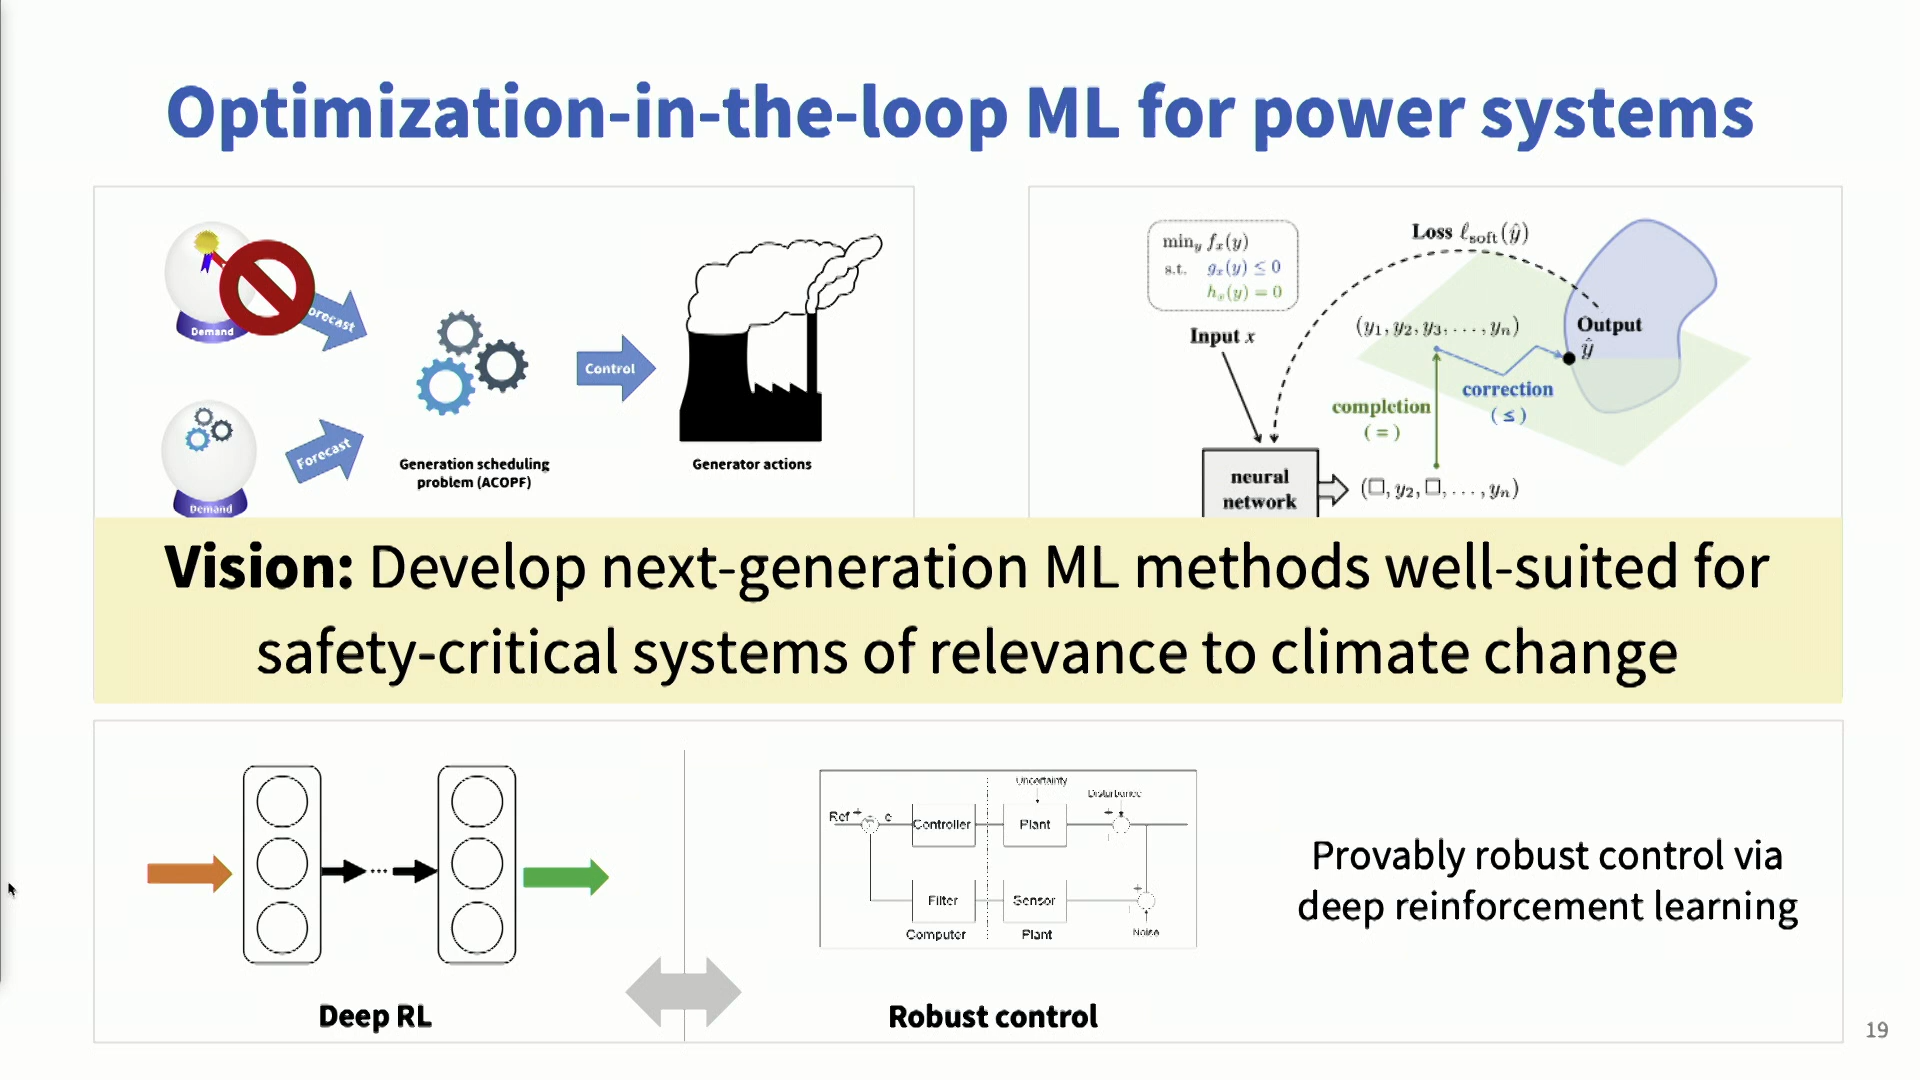 Optimization-in-the-loop ML for power systems
Demand
orecast
Control
Demand
Forecast
Generation scheduling
problem (ACOPF)
Generator actions
min_y f_x(y)
s.t. g_x(y) ≤ 0
h_x(y) = 0
Input x
Loss ℓ_soft(ŷ)
(y₁, y₂, y₃, . . . , yₙ)
Output
ŷ
correction
( ≤ )
completion
( = )
neural
network
(□, y₂, □, . . . , yₙ)
Vision: Develop next-generation ML methods well-suited for
safety-critical systems of relevance to climate change
...
Deep RL
Uncertainty
Disturbance
Ref + e
Controller
Plant
+
Filter
Sensor
+
Computer
Plant
Noise
Robust control
Provably robust control via
deep reinforcement learning
19